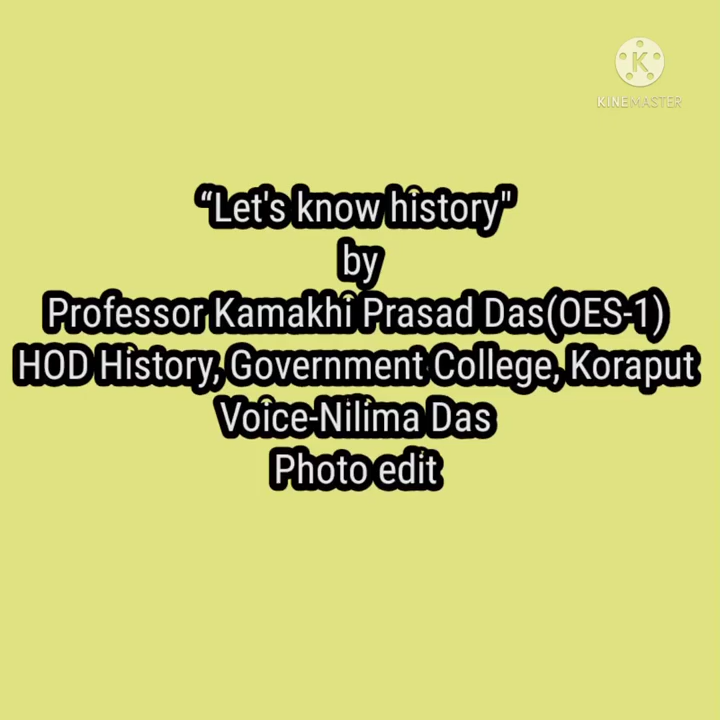 KINEMASTER
“Let's know history"
by
Professor Kamakhi Prasad Das(OES-1)
HOD History, Government College, Koraput
Voice-Nilima Das
Photo edit